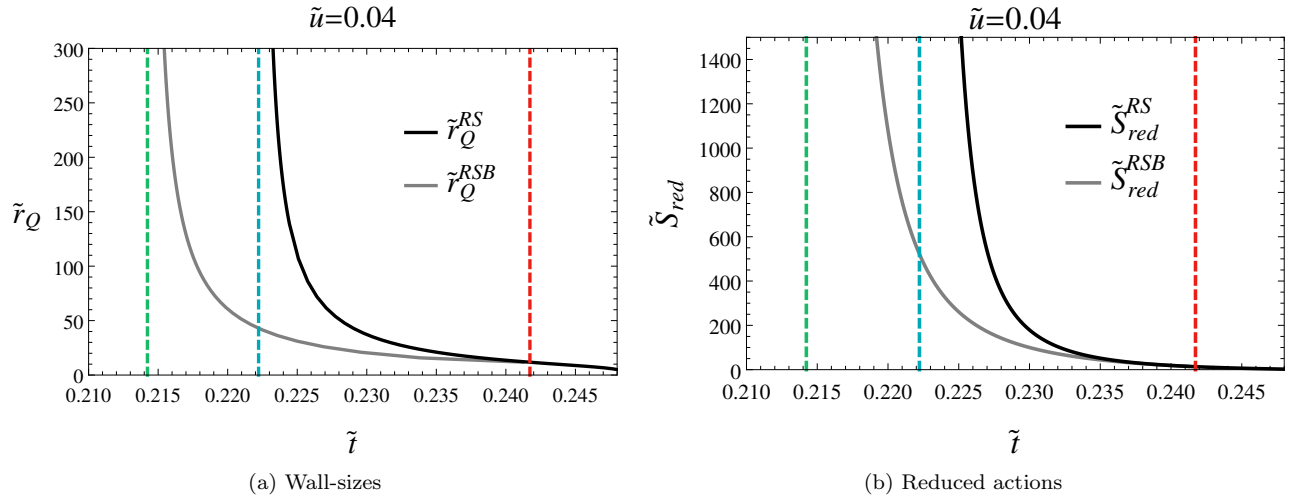 ũ=0.04
300
250
200
150
100
50
0
r̃_Q
r̃_Q^RS
r̃_Q^RSB
0.210 0.215 0.220 0.225 0.230 0.235 0.240 0.245
t̃
(a) Wall-sizes
ũ=0.04
1400
1200
1000
800
600
400
200
0
S̃_red
S̃_red^RS
S̃_red^RSB
0.210 0.215 0.220 0.225 0.230 0.235 0.240 0.245
t̃
(b) Reduced actions